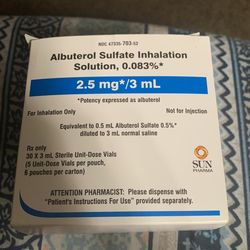 NDC 47335-703-52
Albuterol Sulfate Inhalation
Solution, 0.083%*
2.5 mg*/3 mL
*Potency expressed as albuterol
For Inhalation Only
Not for Injection
Equivalent to 0.5 mL Albuterol Sulfate 0.5%*
diluted to 3 mL normal saline
Rx only
30 X 3 mL Sterile Unit-Dose Vials
(5 Unit-Dose Vials per pouch,
6 pouches per carton)
SUN
PHARMA
ATTENTION PHARMACIST: Please dispense with
"Patient's Instructions For Use" provided separately.